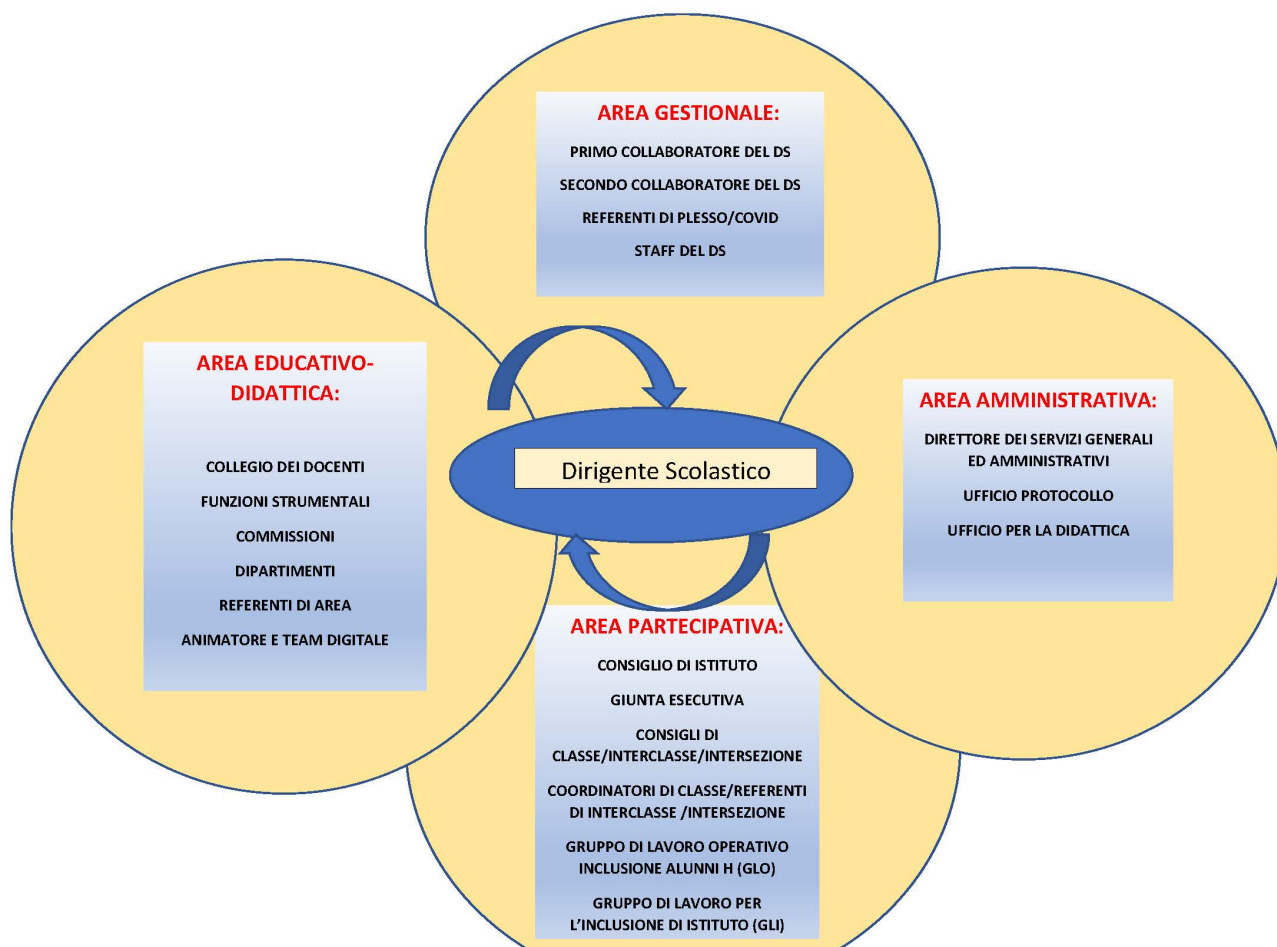 AREA GESTIONALE:
PRIMO COLLABORATORE DEL DS
SECONDO COLLABORATORE DEL DS
REFERENTI DI PLESSO/COVID
STAFF DEL DS
AREA EDUCATIVO-
DIDATTICA:
COLLEGIO DEI DOCENTI
FUNZIONI STRUMENTALI
COMMISSIONI
DIPARTIMENTI
REFERENTI DI AREA
ANIMATORE E TEAM DIGITALE
Dirigente Scolastico
AREA AMMINISTRATIVA:
DIRETTORE DEI SERVIZI GENERALI
ED AMMINISTRATIVI
UFFICIO PROTOCOLLO
UFFICIO PER LA DIDATTICA
AREA PARTECIPATIVA:
CONSIGLIO DI ISTITUTO
GIUNTA ESECUTIVA
CONSIGLI DI
CLASSE/INTERCLASSE/INTERSEZIONE
COORDINATORI DI CLASSE/REFERENTI
DI INTERCLASSE /INTERSEZIONE
GRUPPO DI LAVORO OPERATIVO
INCLUSIONE ALUNNI H (GLO)
GRUPPO DI LAVORO PER
L'INCLUSIONE DI ISTITUTO (GLI)